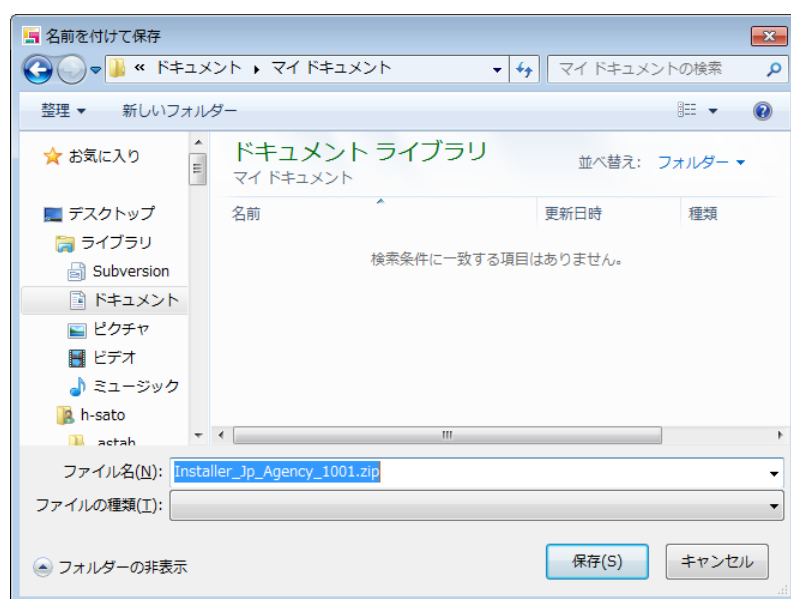 名前を付けて保存
« ドキュメント ▸ マイ ドキュメント
マイ ドキュメントの検索
整理 新しいフォルダー
お気に入り
デスクトップ
ライブラリ
Subversion
ドキュメント
ピクチャ
ビデオ
ミュージック
h-sato
.astah
ドキュメント ライブラリ
マイ ドキュメント
並べ替え: フォルダー
名前 更新日時 種類
検索条件に一致する項目はありません。
ファイル名(N): Installer_Jp_Agency_1001.zip
ファイルの種類(T):
フォルダーの非表示
保存(S) キャンセル